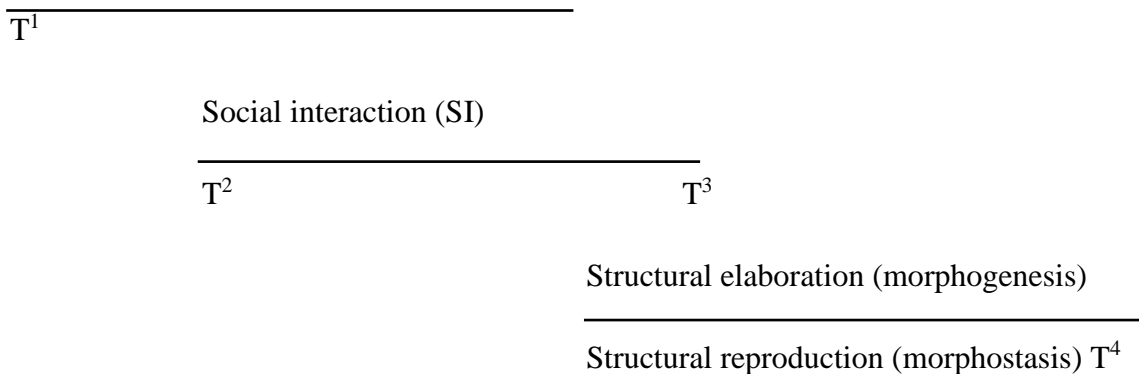 T¹
Social interaction (SI)
T² T³
Structural elaboration (morphogenesis)
Structural reproduction (morphostasis) T⁴